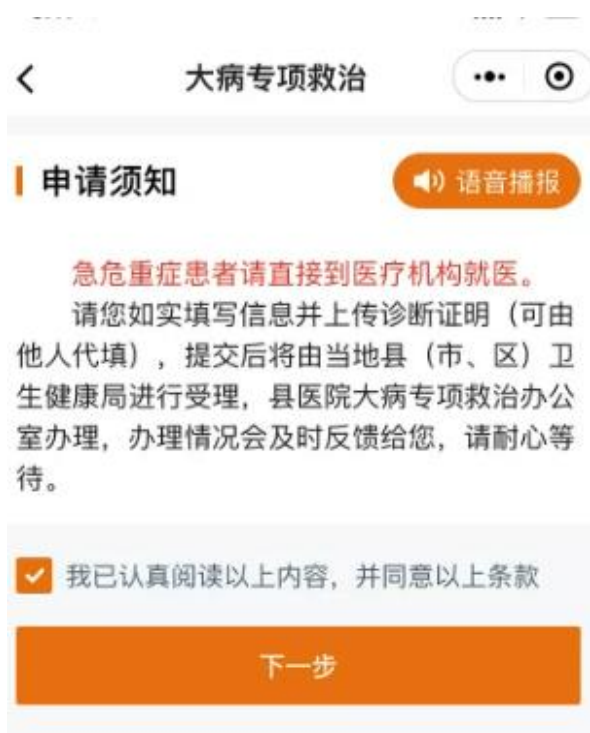 大病专项救治
申请须知
语音播报
急危重症患者请直接到医疗机构就医。
请您如实填写信息并上传诊断证明（可由
他人代填），提交后将由当地县（市、区）卫
生健康局进行受理，县医院大病专项救治办公
室办理，办理情况会及时反馈给您，请耐心等
待。
我已认真阅读以上内容，并同意以上条款
下一步